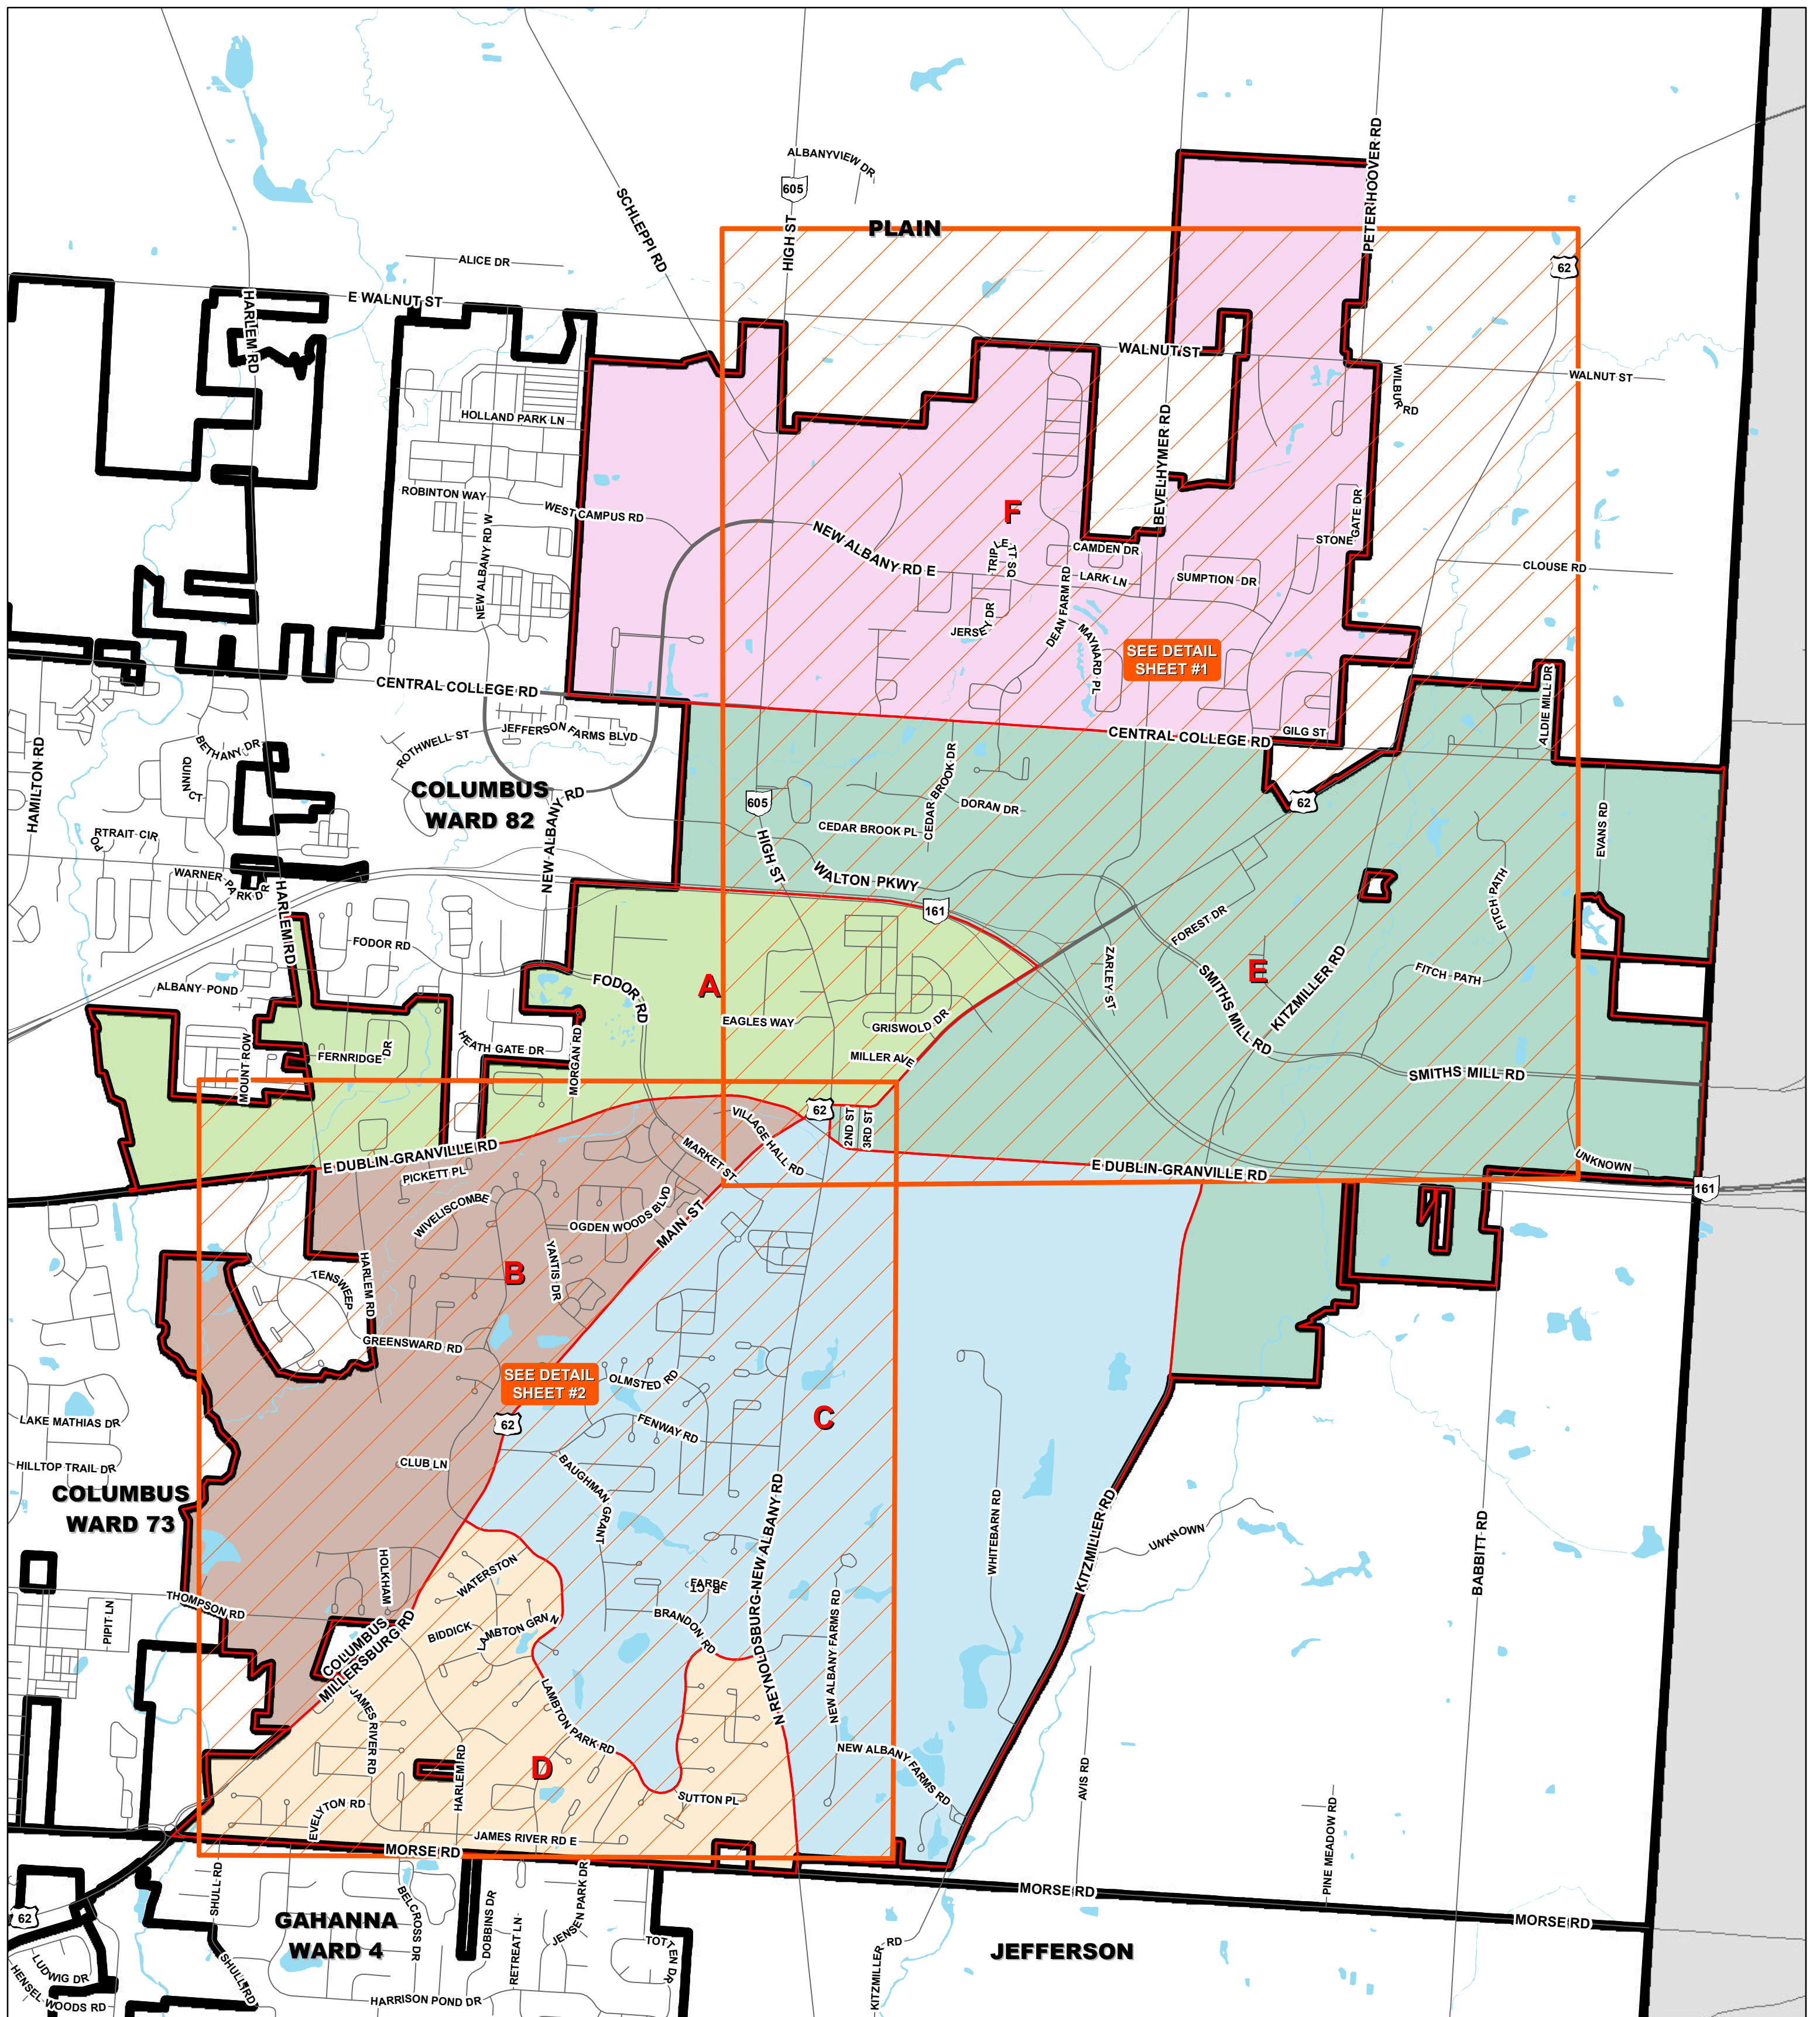 ALBANYVIEW DR
605
PETER HOOVER RD
SCHLEPPI RD
HIGH ST
PLAIN
ALICE DR
62
E WALNUT ST
HARLEM RD
WALNUT ST
WALNUT ST
WILBUR RD
HOLLAND PARK LN
BEVELHYMER RD
ROBINTON WAY
WEST CAMPUS RD
NEW ALBANY RD W
F
STONE GATE DR
NEW ALBANY RD E
TRIPLETT SQ
CAMDEN DR
LARK LN
SUMPTION DR
CLOUSE RD
DEAN FARM RD
JERSEY DR
MAYNARD PL
SEE DETAIL
SHEET #1
CENTRAL COLLEGE RD
ALDIE MILL DR
GILG ST
CENTRAL COLLEGE RD
JEFFERSON FARMS BLVD
ROTHWELL ST
BETHANY DR
HAMILTON RD
QUINN CT
COLUMBUS
WARD 82
NEW ALBANY RD
605
CEDAR BROOK DR
DORAN DR
CEDAR BROOK PL
62
EVANS RD
PORTRAIT CIR
HIGH ST
WALTON PKWY
WARNER PARK DR
HARLEM RD
161
FOREST DR
FITCH PATH
FODOR RD
ZARLEY ST
FITCH PATH
KITZMILLER RD
SMITHS MILL RD
E
A
ALBANY POND
FODOR RD
EAGLES WAY
GRISWOLD DR
MOUNT ROW
FERNRIDGE DR
HEATH GATE DR
MORGAN RD
MILLER AVE
SMITHS MILL RD
62
2ND ST
3RD ST
VILLAGE HALL RD
MARKET ST
E DUBLIN-GRANVILLE RD
PICKETT PL
E DUBLIN-GRANVILLE RD
UNKNOWN
161
WIVELISCOMBE
OGDEN WOODS BLVD
MAIN ST
YANTIS DR
B
TENSWEEP
HARLEM RD
GREENSWARD RD
SEE DETAIL
SHEET #2
OLMSTED RD
62
FENWAY RD
C
LAKE MATHIAS DR
CLUB LN
HILLTOP TRAIL DR
COLUMBUS
WARD 73
BAUGHMAN GRANT
N REYNOLDSBURG-NEW ALBANY RD
WHITEBARN RD
KITZMILLER RD
UNKNOWN
BABBITT RD
HOLKHAM
WATERSTON
THOMPSON RD
PIPIT LN
FARBER CT
BRANDON RD
NEW ALBANY FARMS RD
BIDDICK
LAMBTON GRN N
COLUMBUS
MILLERSBURG RD
JAMES RIVER RD
LAMBTON PARK RD
HARLEM RD
D
NEW ALBANY FARMS RD
AVIS RD
SUTTON PL
EVELYTON RD
JAMES RIVER RD E
PINE MEADOW RD
MORSE RD
SHULL RD
MORSE RD
MORSE RD
62
GAHANNA
WARD 4
BELCROSS DR
DOBBINS DR
RETREAT LN
JENSEN PARK DR
TOTTEN DR
JEFFERSON
KITZMILLER RD
LUDWIG DR
HENSEL WOODS RD
SHULL RD
HARRISON POND DR